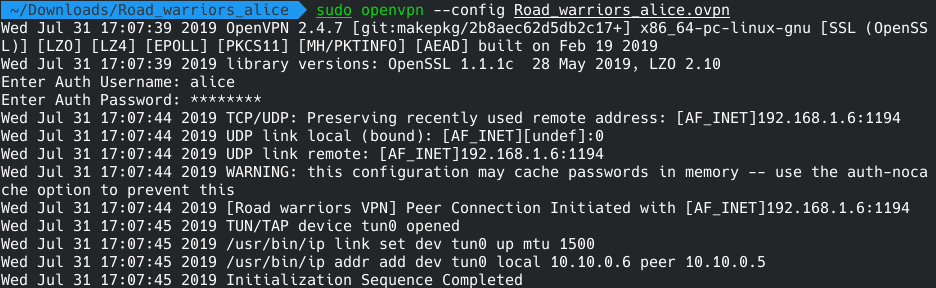 ~/Downloads/Road_warriors_alice sudo openvpn --config Road_warriors_alice.ovpn
Wed Jul 31 17:07:39 2019 OpenVPN 2.4.7 [git:makepkg/2b8aec62d5db2c17+] x86_64-pc-linux-gnu [SSL (OpenSS
L)] [LZO] [LZ4] [EPOLL] [PKCS11] [MH/PKTINFO] [AEAD] built on Feb 19 2019
Wed Jul 31 17:07:39 2019 library versions: OpenSSL 1.1.1c  28 May 2019, LZO 2.10
Enter Auth Username: alice
Enter Auth Password: ********
Wed Jul 31 17:07:44 2019 TCP/UDP: Preserving recently used remote address: [AF_INET]192.168.1.6:1194
Wed Jul 31 17:07:44 2019 UDP link local (bound): [AF_INET][undef]:0
Wed Jul 31 17:07:44 2019 UDP link remote: [AF_INET]192.168.1.6:1194
Wed Jul 31 17:07:44 2019 WARNING: this configuration may cache passwords in memory -- use the auth-noca
che option to prevent this
Wed Jul 31 17:07:44 2019 [Road warriors VPN] Peer Connection Initiated with [AF_INET]192.168.1.6:1194
Wed Jul 31 17:07:45 2019 TUN/TAP device tun0 opened
Wed Jul 31 17:07:45 2019 /usr/bin/ip link set dev tun0 up mtu 1500
Wed Jul 31 17:07:45 2019 /usr/bin/ip addr add dev tun0 local 10.10.0.6 peer 10.10.0.5
Wed Jul 31 17:07:45 2019 Initialization Sequence Completed